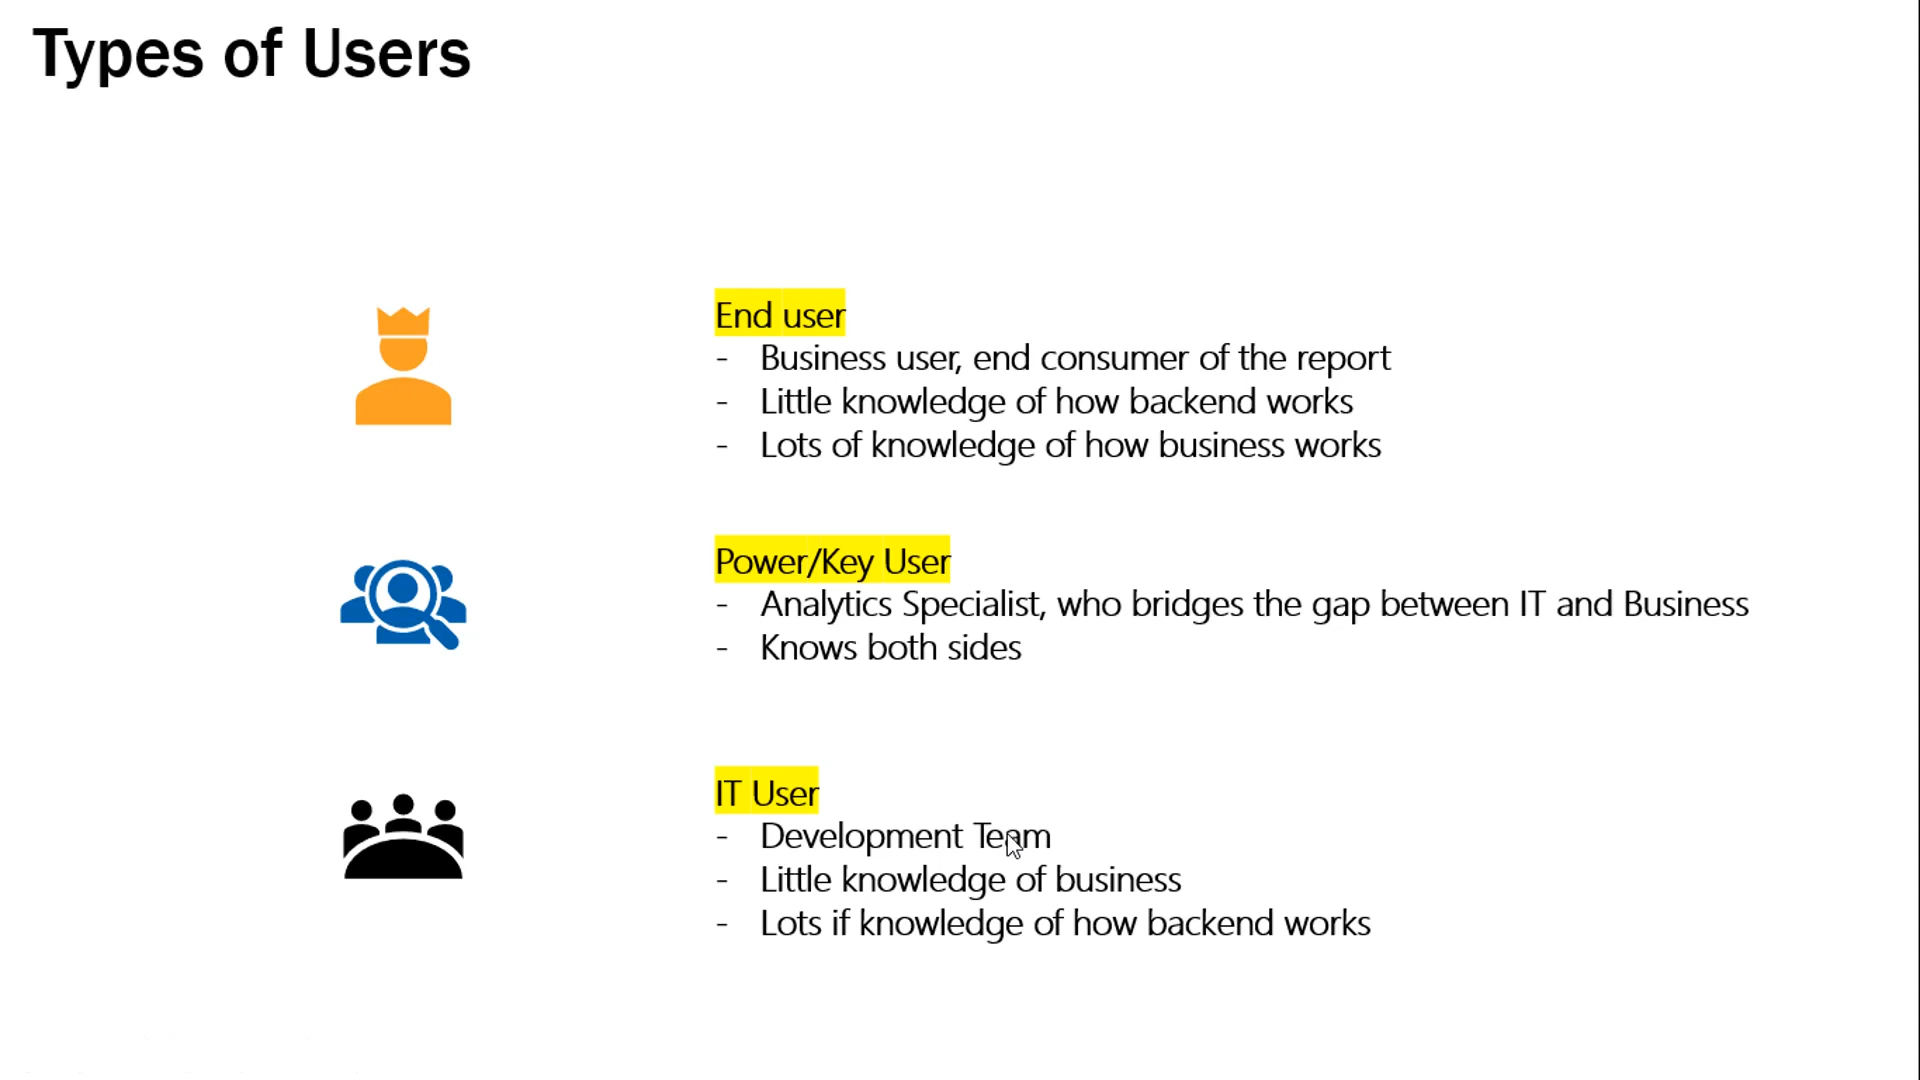 Types of Users
End user
- Business user, end consumer of the report
- Little knowledge of how backend works
- Lots of knowledge of how business works
Power/Key User
- Analytics Specialist, who bridges the gap between IT and Business
- Knows both sides
IT User
- Development Team
- Little knowledge of business
- Lots if knowledge of how backend works